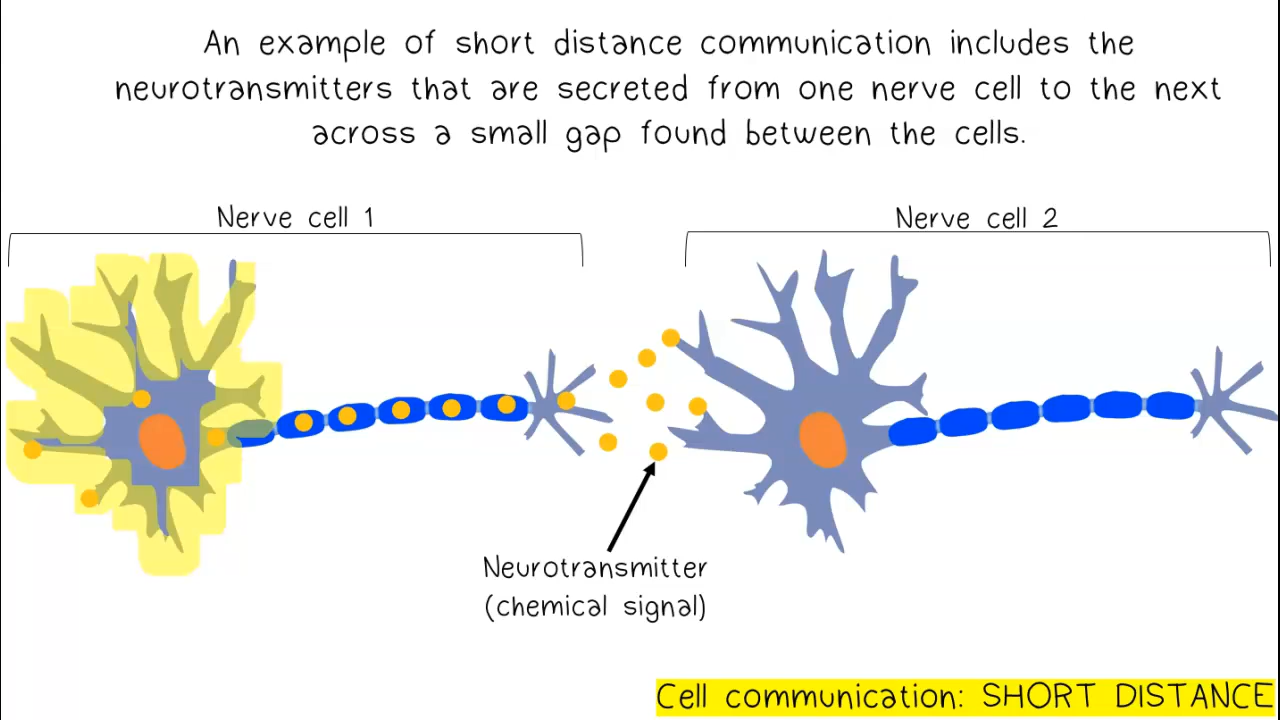 An example of short distance communication includes the
neurotransmitters that are secreted from one nerve cell to the next
across a small gap found between the cells.
Nerve cell 1
Nerve cell 2
Neurotransmitter
(chemical signal)
Cell communication: SHORT DISTANCE